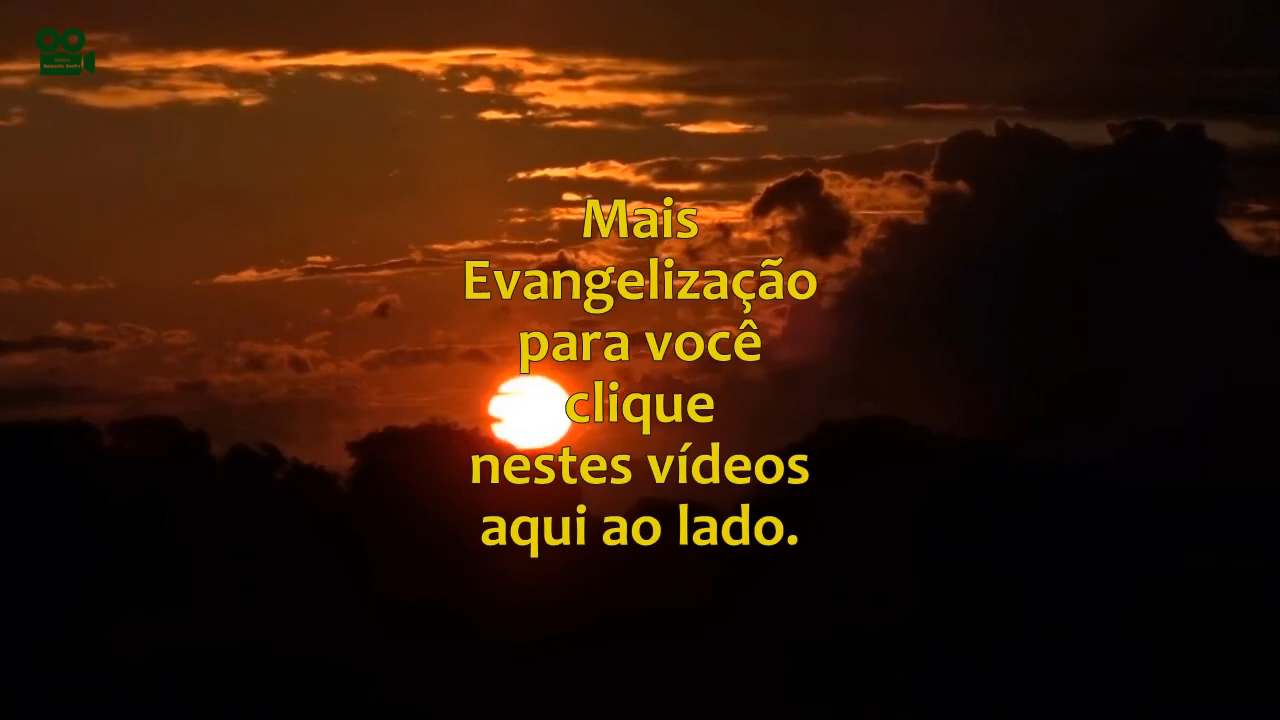 Mais
Evangelização
para você
clique
nestes vídeos
aqui ao lado.